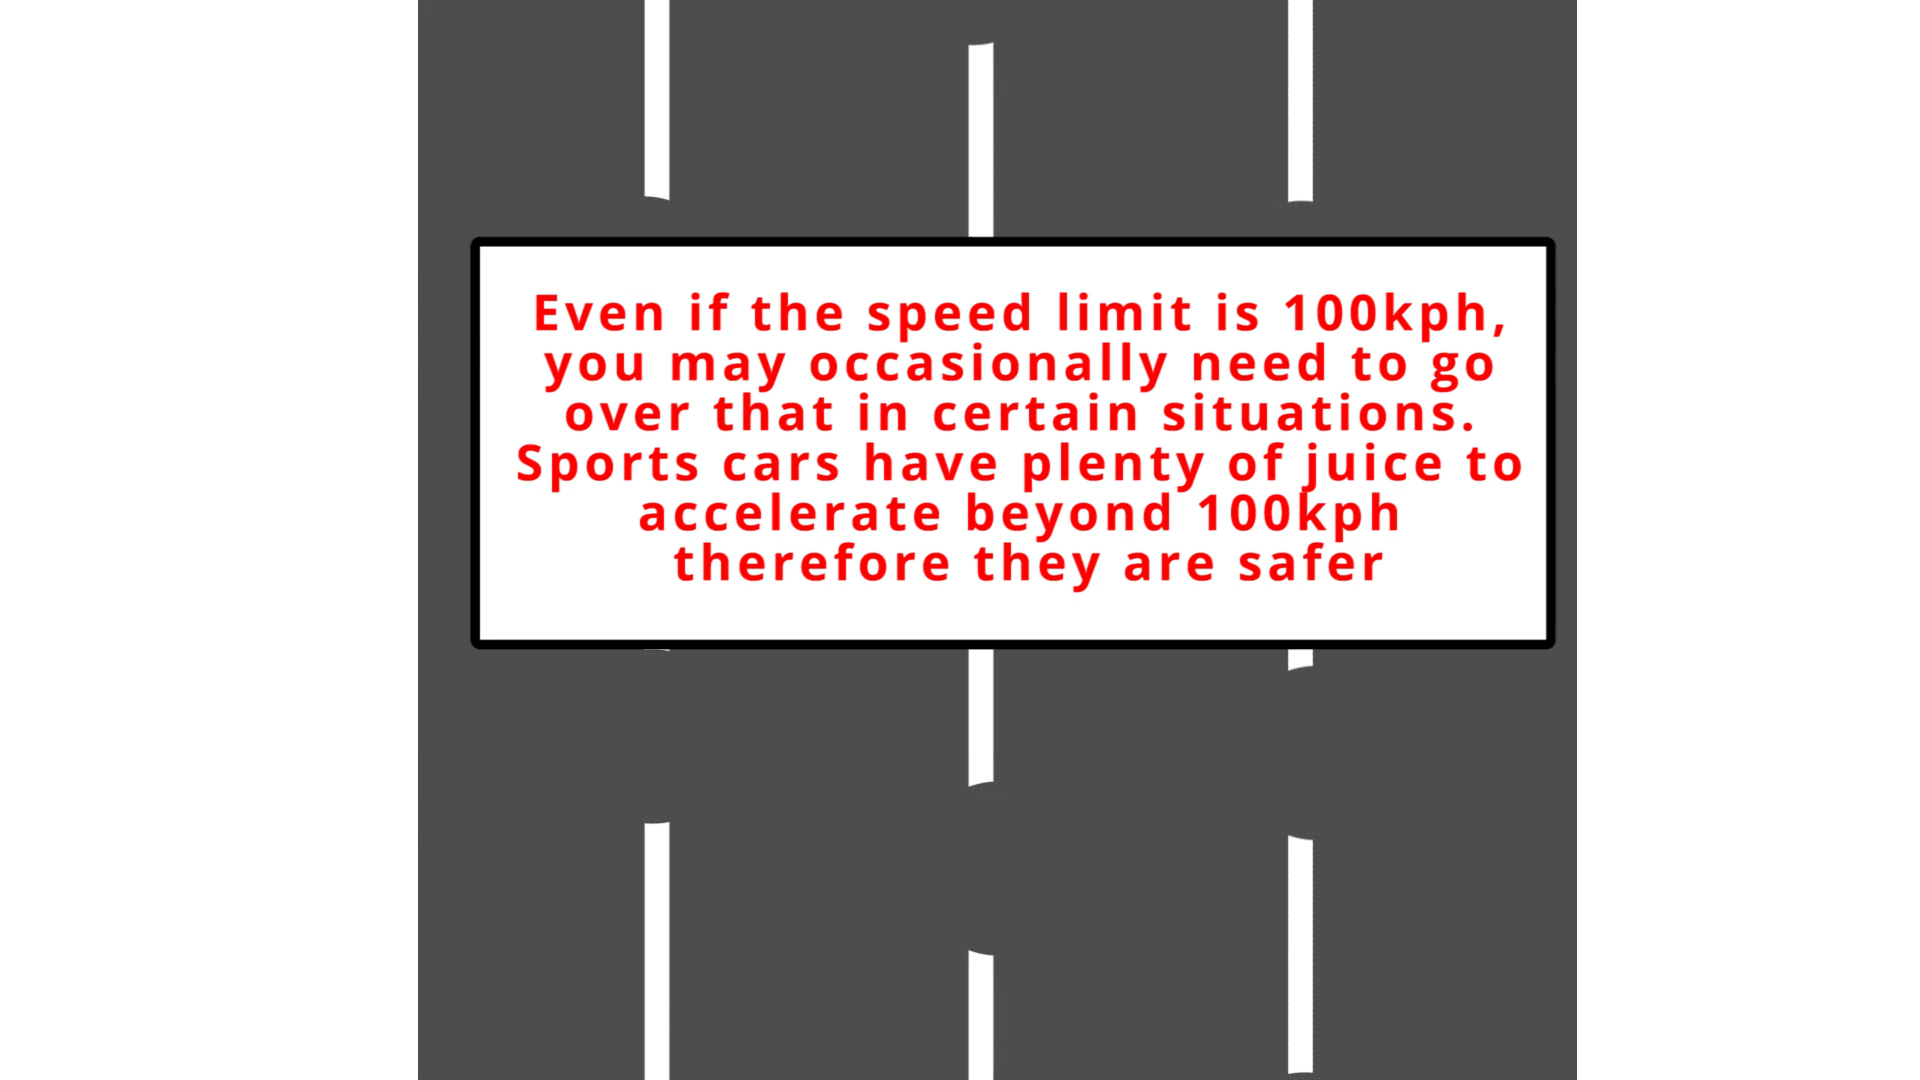 Even if the speed limit is 100kph,
you may occasionally need to go
over that in certain situations.
Sports cars have plenty of juice to
accelerate beyond 100kph
therefore they are safer